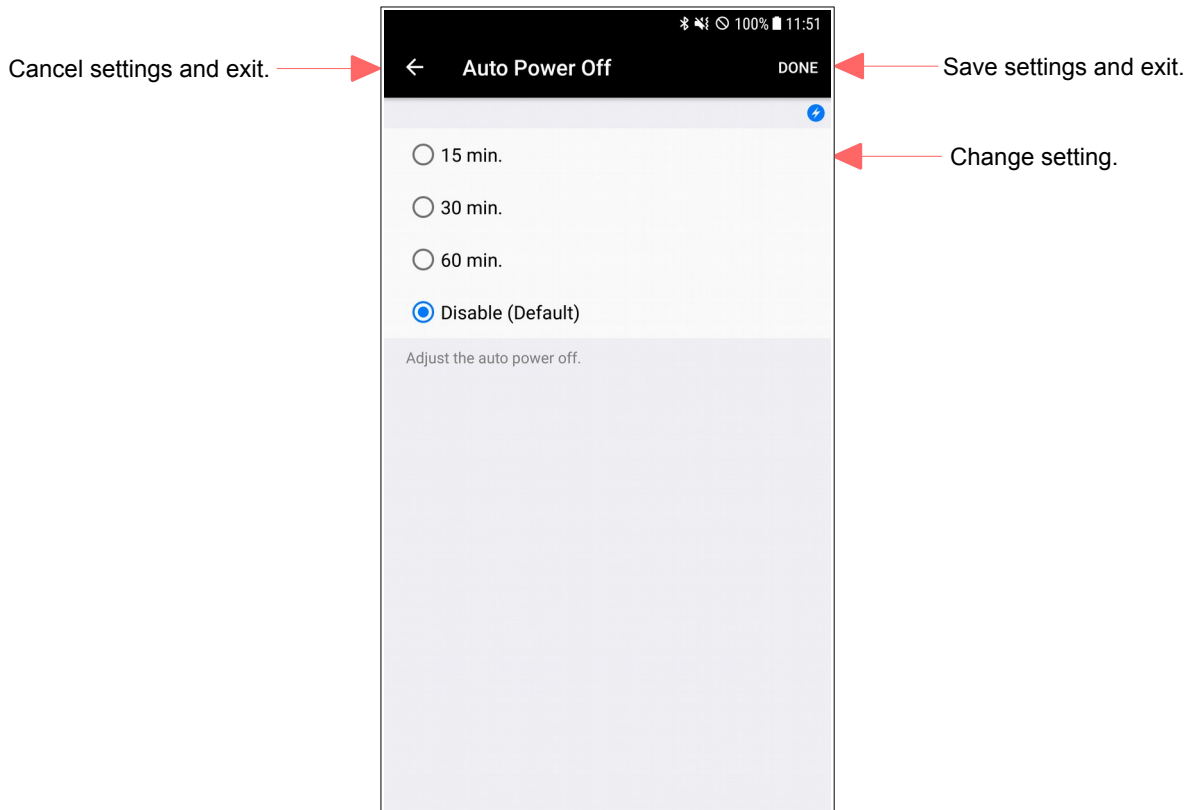 100% 11:51
Cancel settings and exit.
Auto Power Off
DONE
Save settings and exit.
15 min.
Change setting.
30 min.
60 min.
Disable (Default)
Adjust the auto power off.